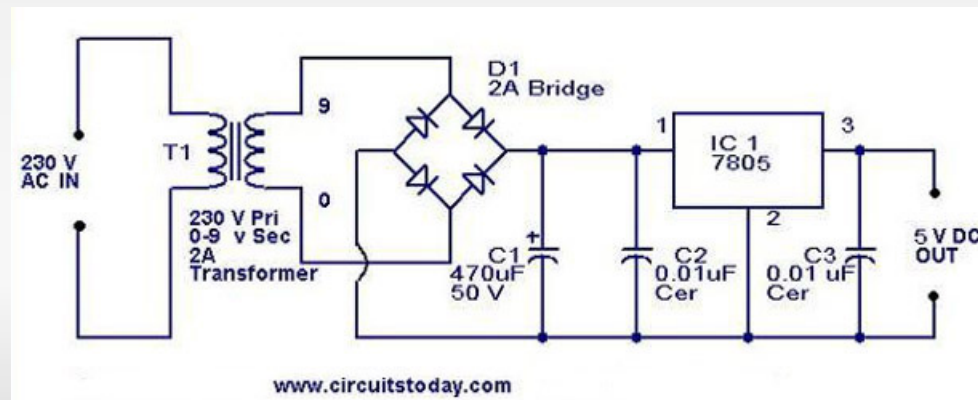 D1
2A Bridge
9
T1
230 V
AC IN
0
230 V Pri
0-9 v Sec
2A
Transformer
1
IC 1
7805
3
2
+
C1
470uF
50 V
C2
0.01uF
Cer
C3
0.01 uF
Cer
5 V DC
OUT
www.circuitstoday.com